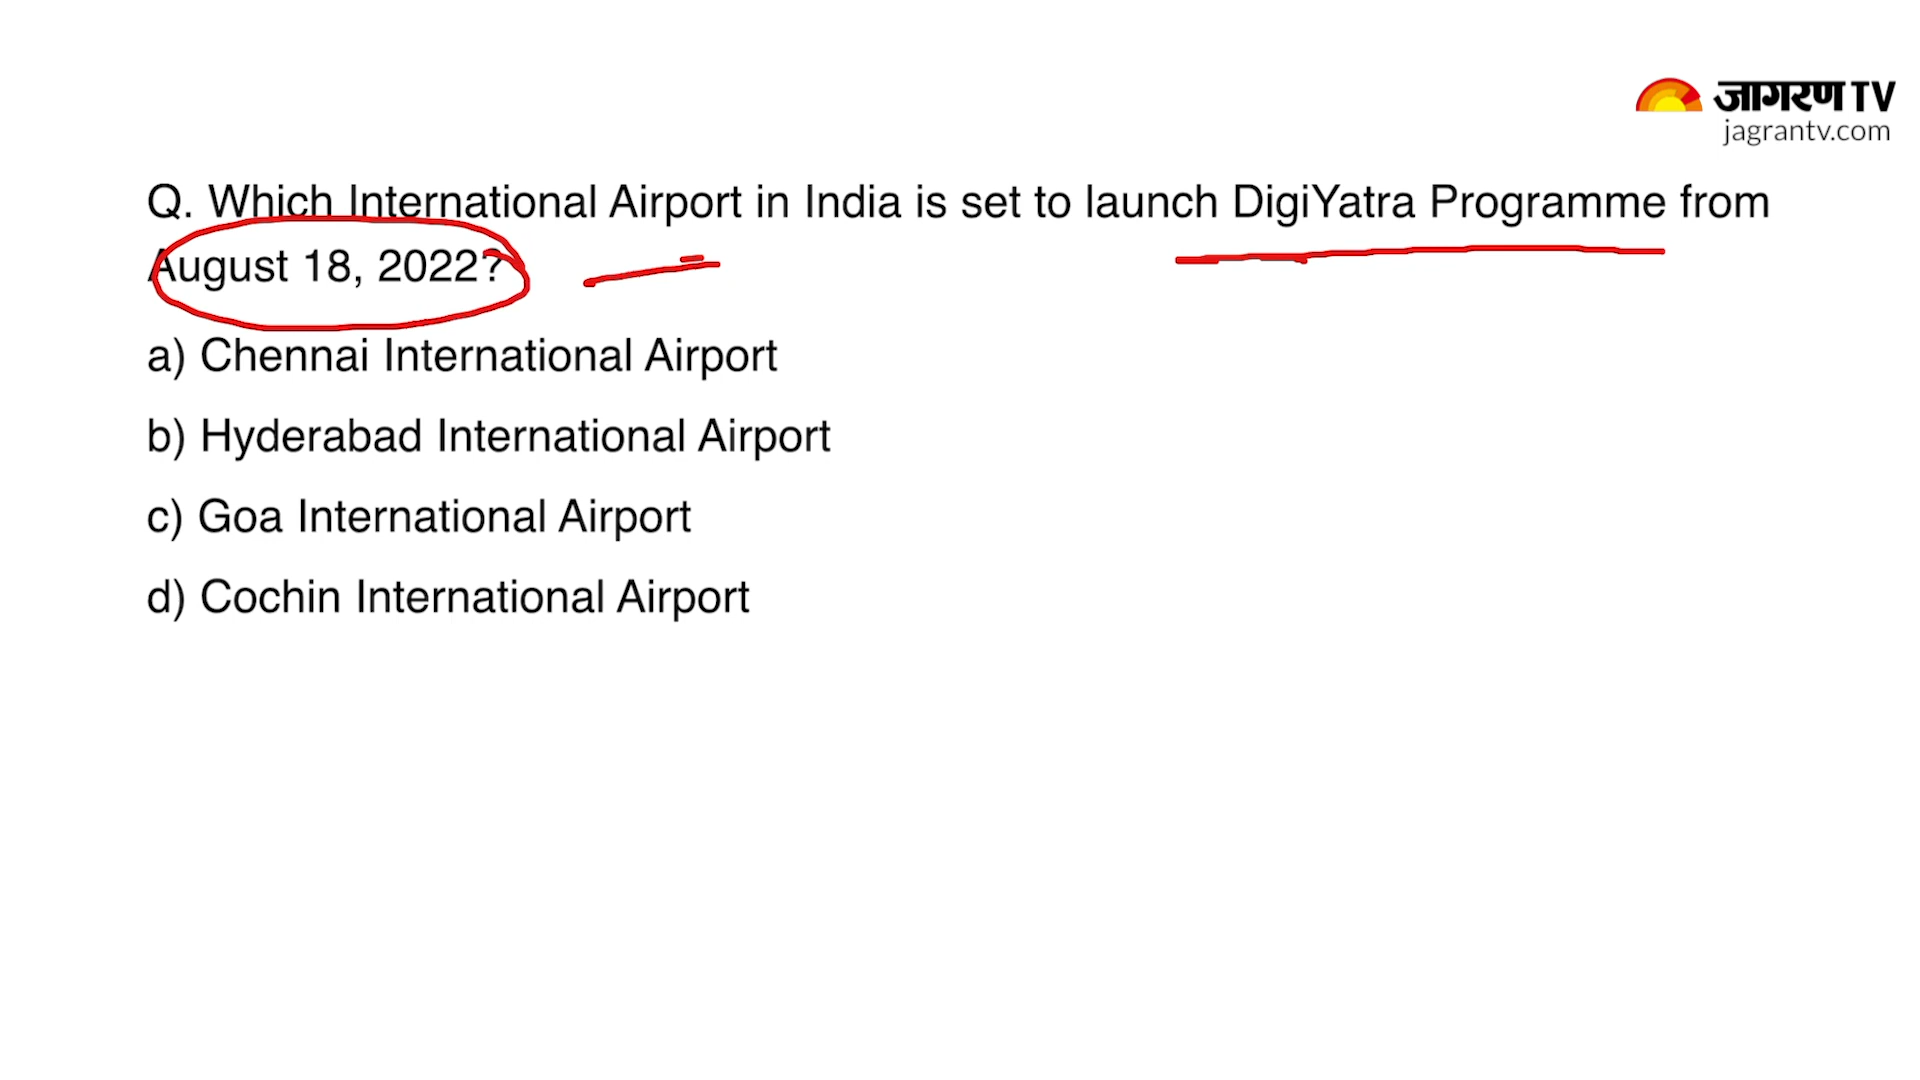 जागरण TV
jagrantv.com
Q. Which International Airport in India is set to launch DigiYatra Programme from
August 18, 2022?
a) Chennai International Airport
b) Hyderabad International Airport
c) Goa International Airport
d) Cochin International Airport